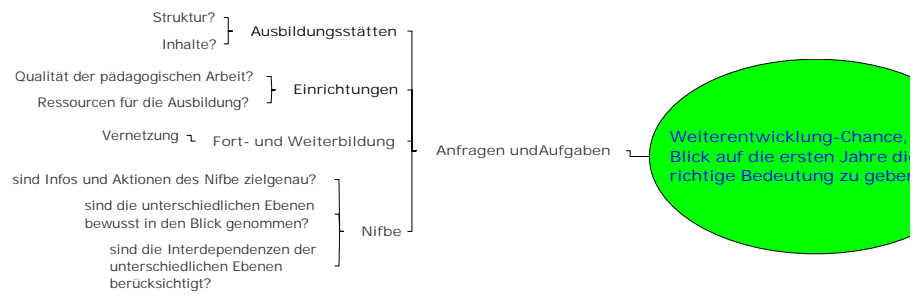 Struktur?
Inhalte?
Ausbildungsstätten
Qualität der pädagogischen Arbeit?
Ressourcen für die Ausbildung?
Einrichtungen
Vernetzung
Fort- und Weiterbildung
sind Infos und Aktionen des Nifbe zielgenau?
sind die unterschiedlichen Ebenen
bewusst in den Blick genommen?
sind die Interdependenzen der
unterschiedlichen Ebenen
berücksichtigt?
Nifbe
Anfragen undAufgaben
Weiterentwicklung-Chance,
Blick auf die ersten Jahre
richtige Bedeutung zu